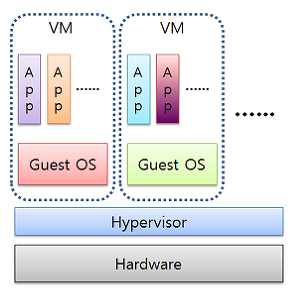 VM
App App ......
Guest OS
VM
App App ......
Guest OS
......
Hypervisor
Hardware